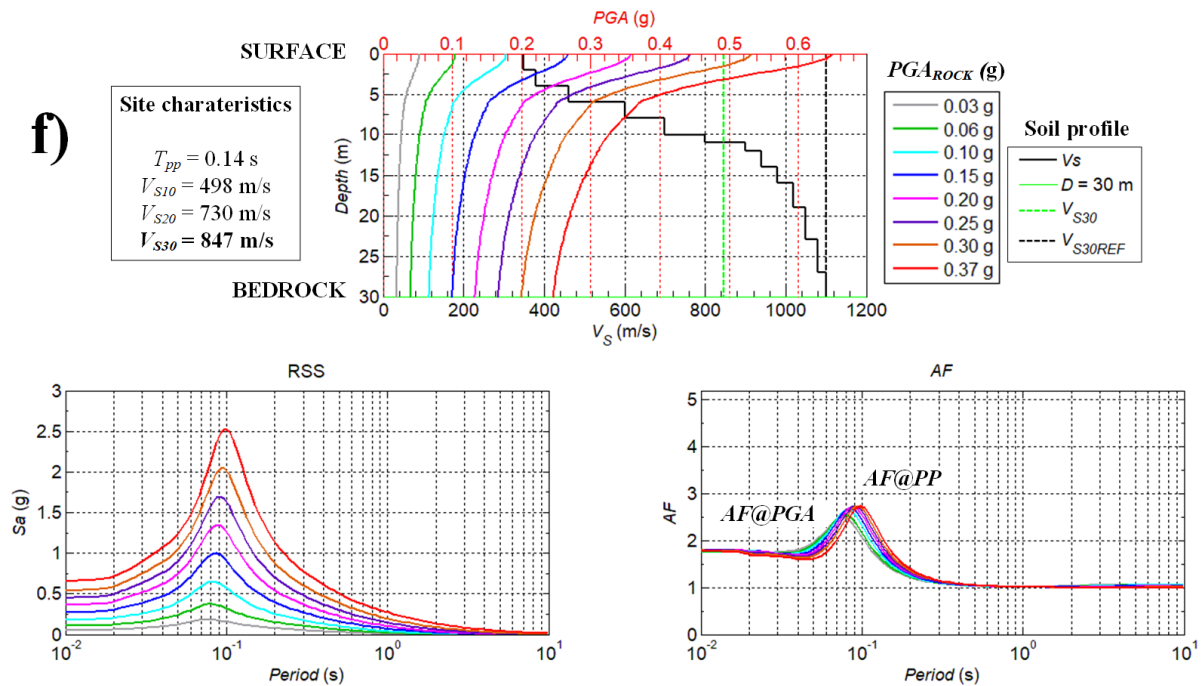 f)
Site charateristics
Tpp = 0.14 s
VS10 = 498 m/s
VS20 = 730 m/s
VS30 = 847 m/s
PGA (g)
0 0.1 0.2 0.3 0.4 0.5 0.6
SURFACE
BEDROCK
Depth (m)
0
5
10
15
20
25
30
0 200 400 600 800 1000 1200
VS (m/s)
PGAROCK (g)
0.03 g
0.06 g
0.10 g
0.15 g
0.20 g
0.25 g
0.30 g
0.37 g
Soil profile
Vs
D = 30 m
VS30
VS30REF
RSS
Sa (g)
3
2.5
2
1.5
1
0.5
0
10-2 10-1 100 101
Period (s)
AF
AF
5
4
3
2
1
0
AF@PGA
AF@PP
10-2 10-1 100 101
Period (s)